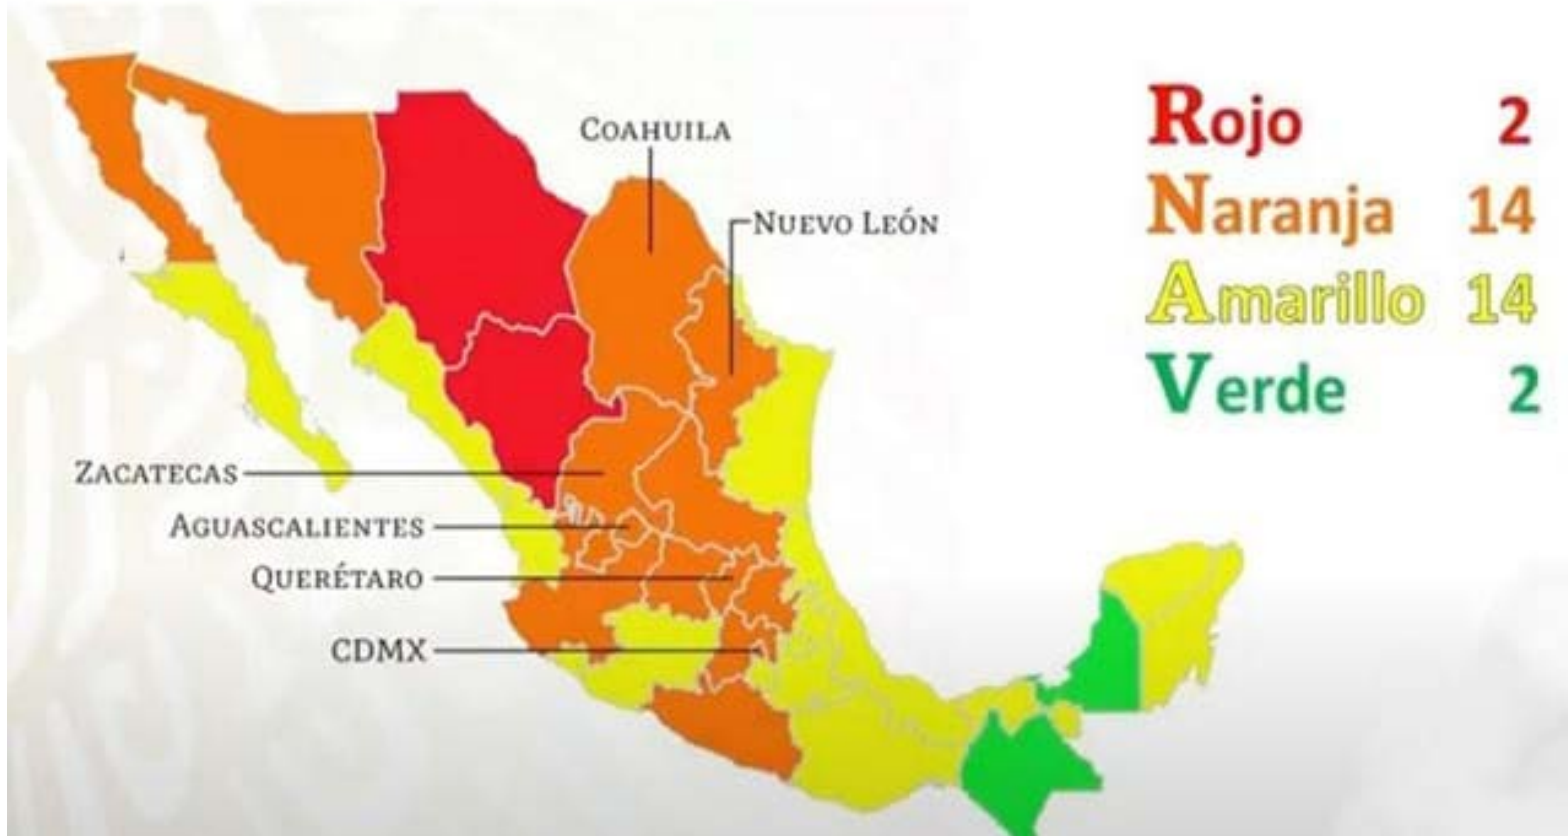 COAHUILA
NUEVO LEÓN
ZACATECAS
AGUASCALIENTES
QUERÉTARO
CDMX
Rojo 2
Naranja 14
Amarillo 14
Verde 2